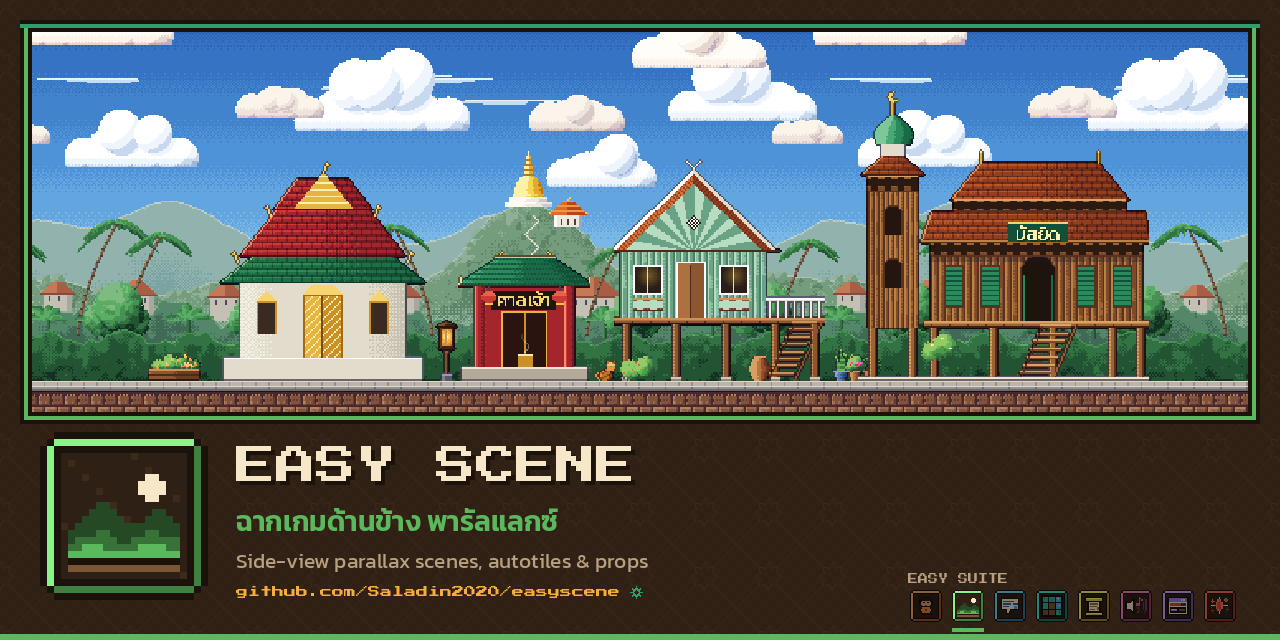 ศาลเจ้า
มัสยิด
EASY SCENE
ฉากเกมด้านข้าง พารัลแลกซ์
Side-view parallax scenes, autotiles & props
github.com/Saladin2020/easyscene
EASY SUITE